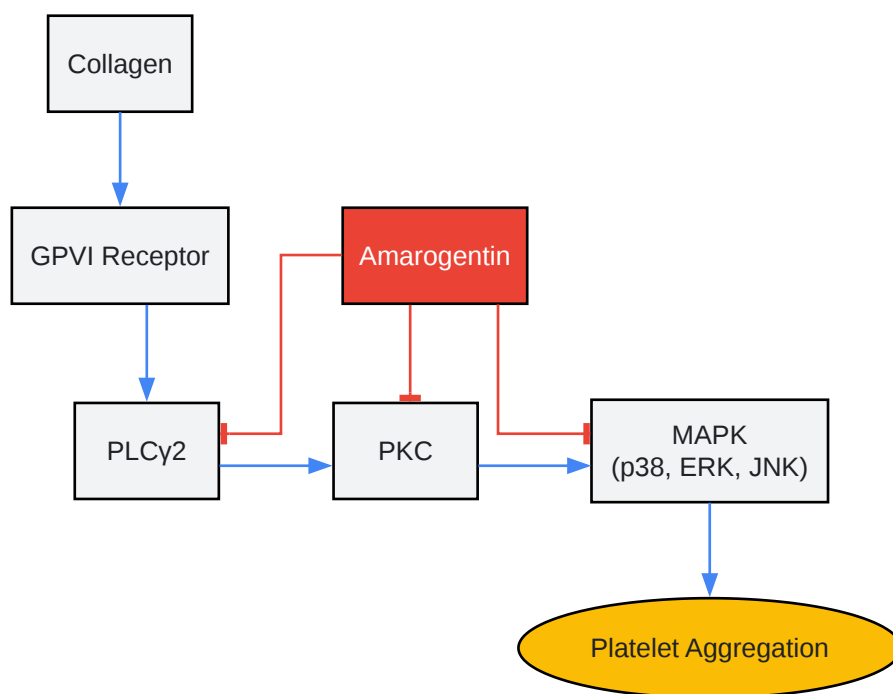 Collagen
GPVI Receptor
Amarogentin
PLCγ2
PKC
MAPK
(p38, ERK, JNK)
Platelet Aggregation